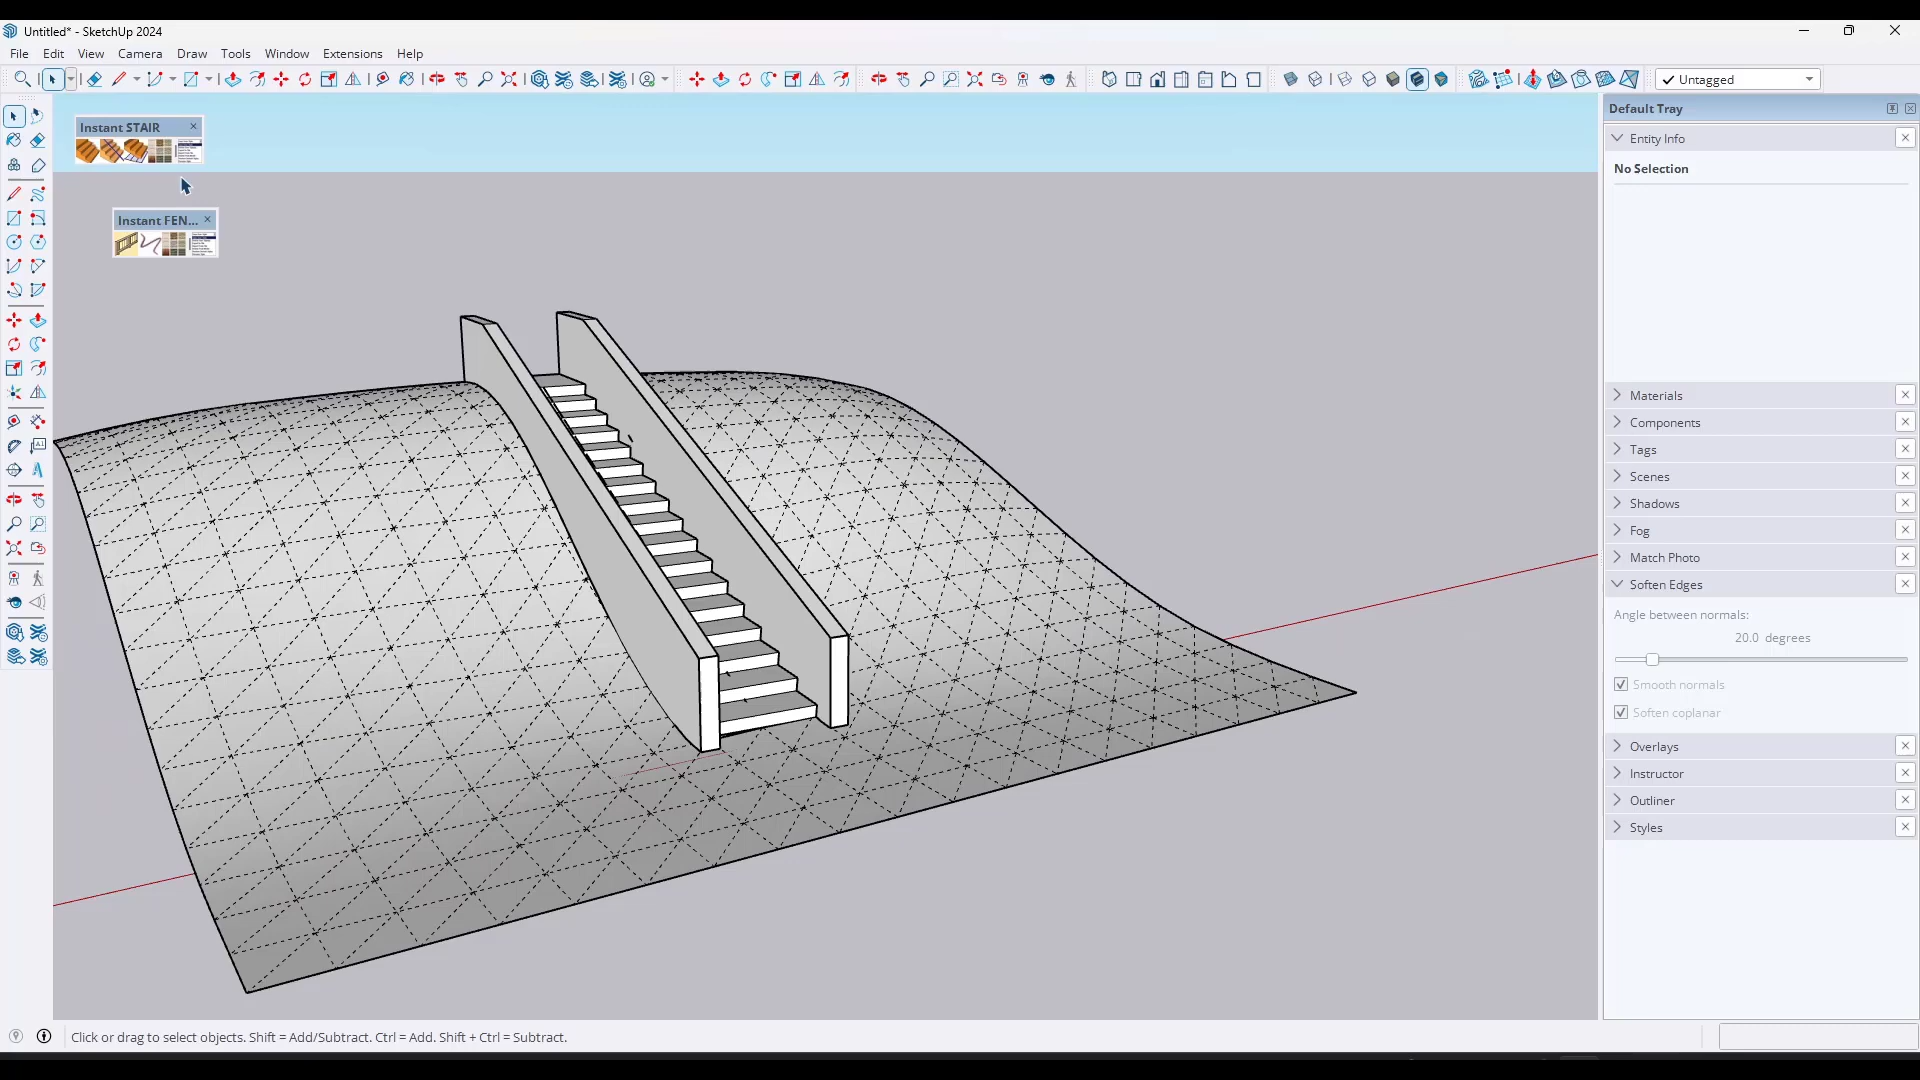 Untitled* - SketchUp 2024
File Edit View Camera Draw Tools Window Extensions Help
Untagged
Default Tray
Instant STAIR
Entity Info
No Selection
Instant FEN...
Materials
Components
Tags
Scenes
Shadows
Fog
Match Photo
Soften Edges
Angle between normals:
20.0 degrees
Smooth normals
Soften coplanar
Overlays
Instructor
Outliner
Styles
Click or drag to select objects. Shift = Add/Subtract. Ctrl = Add. Shift + Ctrl = Subtract.